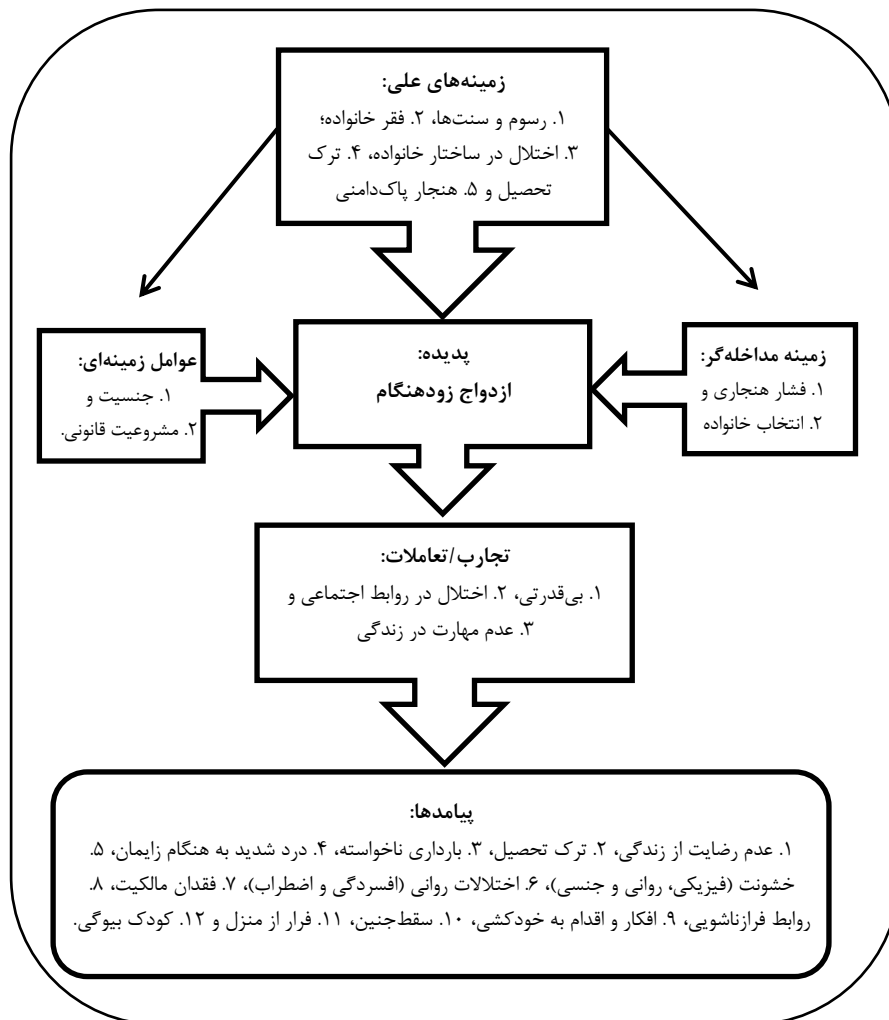 زمینه‌های علی:
۱. رسوم و سنت‌ها، ۲. فقر خانواده؛
۳. اختلال در ساختار خانواده، ۴. ترک
تحصیل و ۵. هنجار پاک‌دامنی
زمینه مداخله‌گر:
۱. فشار هنجاری و
۲. انتخاب خانواده
پدیده:
ازدواج زودهنگام
عوامل زمینه‌ای:
۱. جنسیت و
۲. مشروعیت قانونی.
تجارب/تعاملات:
۱. بی‌قدرتی، ۲. اختلال در روابط اجتماعی و
۳. عدم مهارت در زندگی
پیامدها:
۱. عدم رضایت از زندگی، ۲. ترک تحصیل، ۳. بارداری ناخواسته، ۴. درد شدید به هنگام زایمان، ۵.
خشونت (فیزیکی، روانی و جنسی)، ۶. اختلالات روانی (افسردگی و اضطراب)، ۷. فقدان مالکیت، ۸.
روابط فرازناشویی، ۹. افکار و اقدام به خودکشی، ۱۰. سقط‌جنین، ۱۱. فرار از منزل و ۱۲. کودک بیوگی.